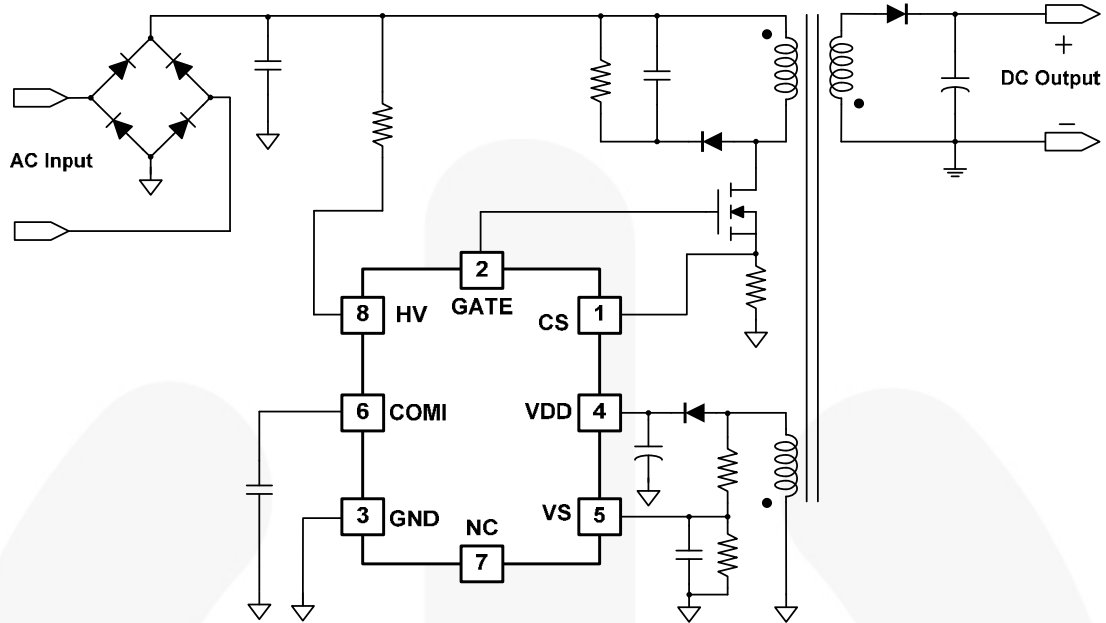 +
DC Output
−
AC Input
2
GATE
8
HV
CS
1
6
COMI
VDD
4
3
GND
NC
VS
5
7